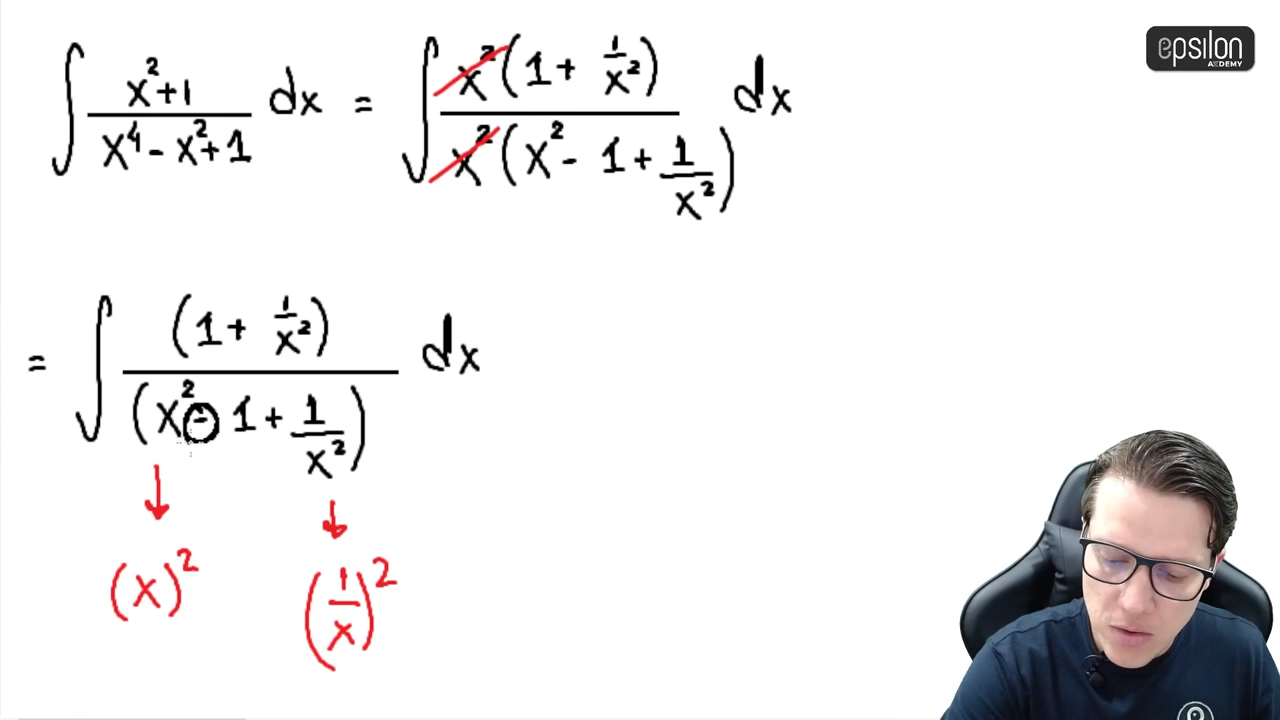 epsilon
AXDEMY
∫ (x²+1)/(x⁴ - x² + 1) dx = ∫ x²(1 + 1/x²)/(x²(x² - 1 + 1/x²)) dx
= ∫ (1 + 1/x²)/(x² - 1 + 1/x²) dx
↓ ↓
(x)² (1/x)²